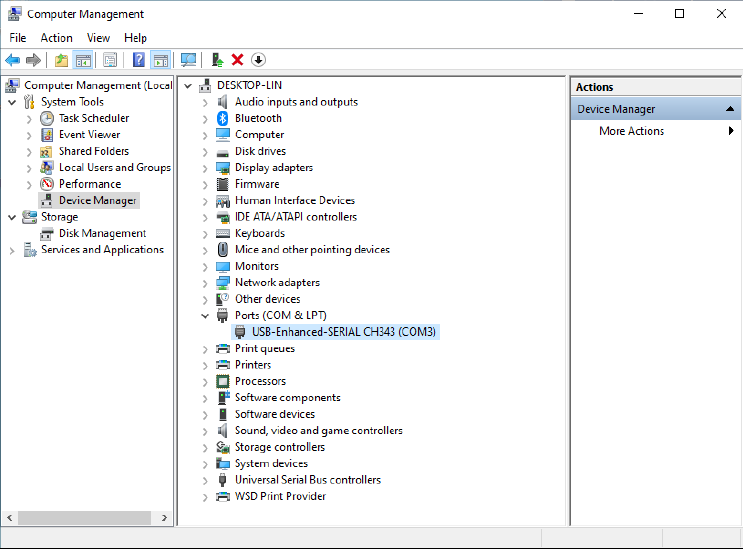 Computer Management
File Action View Help
Computer Management (Local
System Tools
Task Scheduler
Event Viewer
Shared Folders
Local Users and Groups
Performance
Device Manager
Storage
Disk Management
Services and Applications
DESKTOP-LIN
Audio inputs and outputs
Bluetooth
Computer
Disk drives
Display adapters
Firmware
Human Interface Devices
IDE ATA/ATAPI controllers
Keyboards
Mice and other pointing devices
Monitors
Network adapters
Other devices
Ports (COM & LPT)
USB-Enhanced-SERIAL CH343 (COM3)
Print queues
Printers
Processors
Software components
Software devices
Sound, video and game controllers
Storage controllers
System devices
Universal Serial Bus controllers
WSD Print Provider
Actions
Device Manager
More Actions